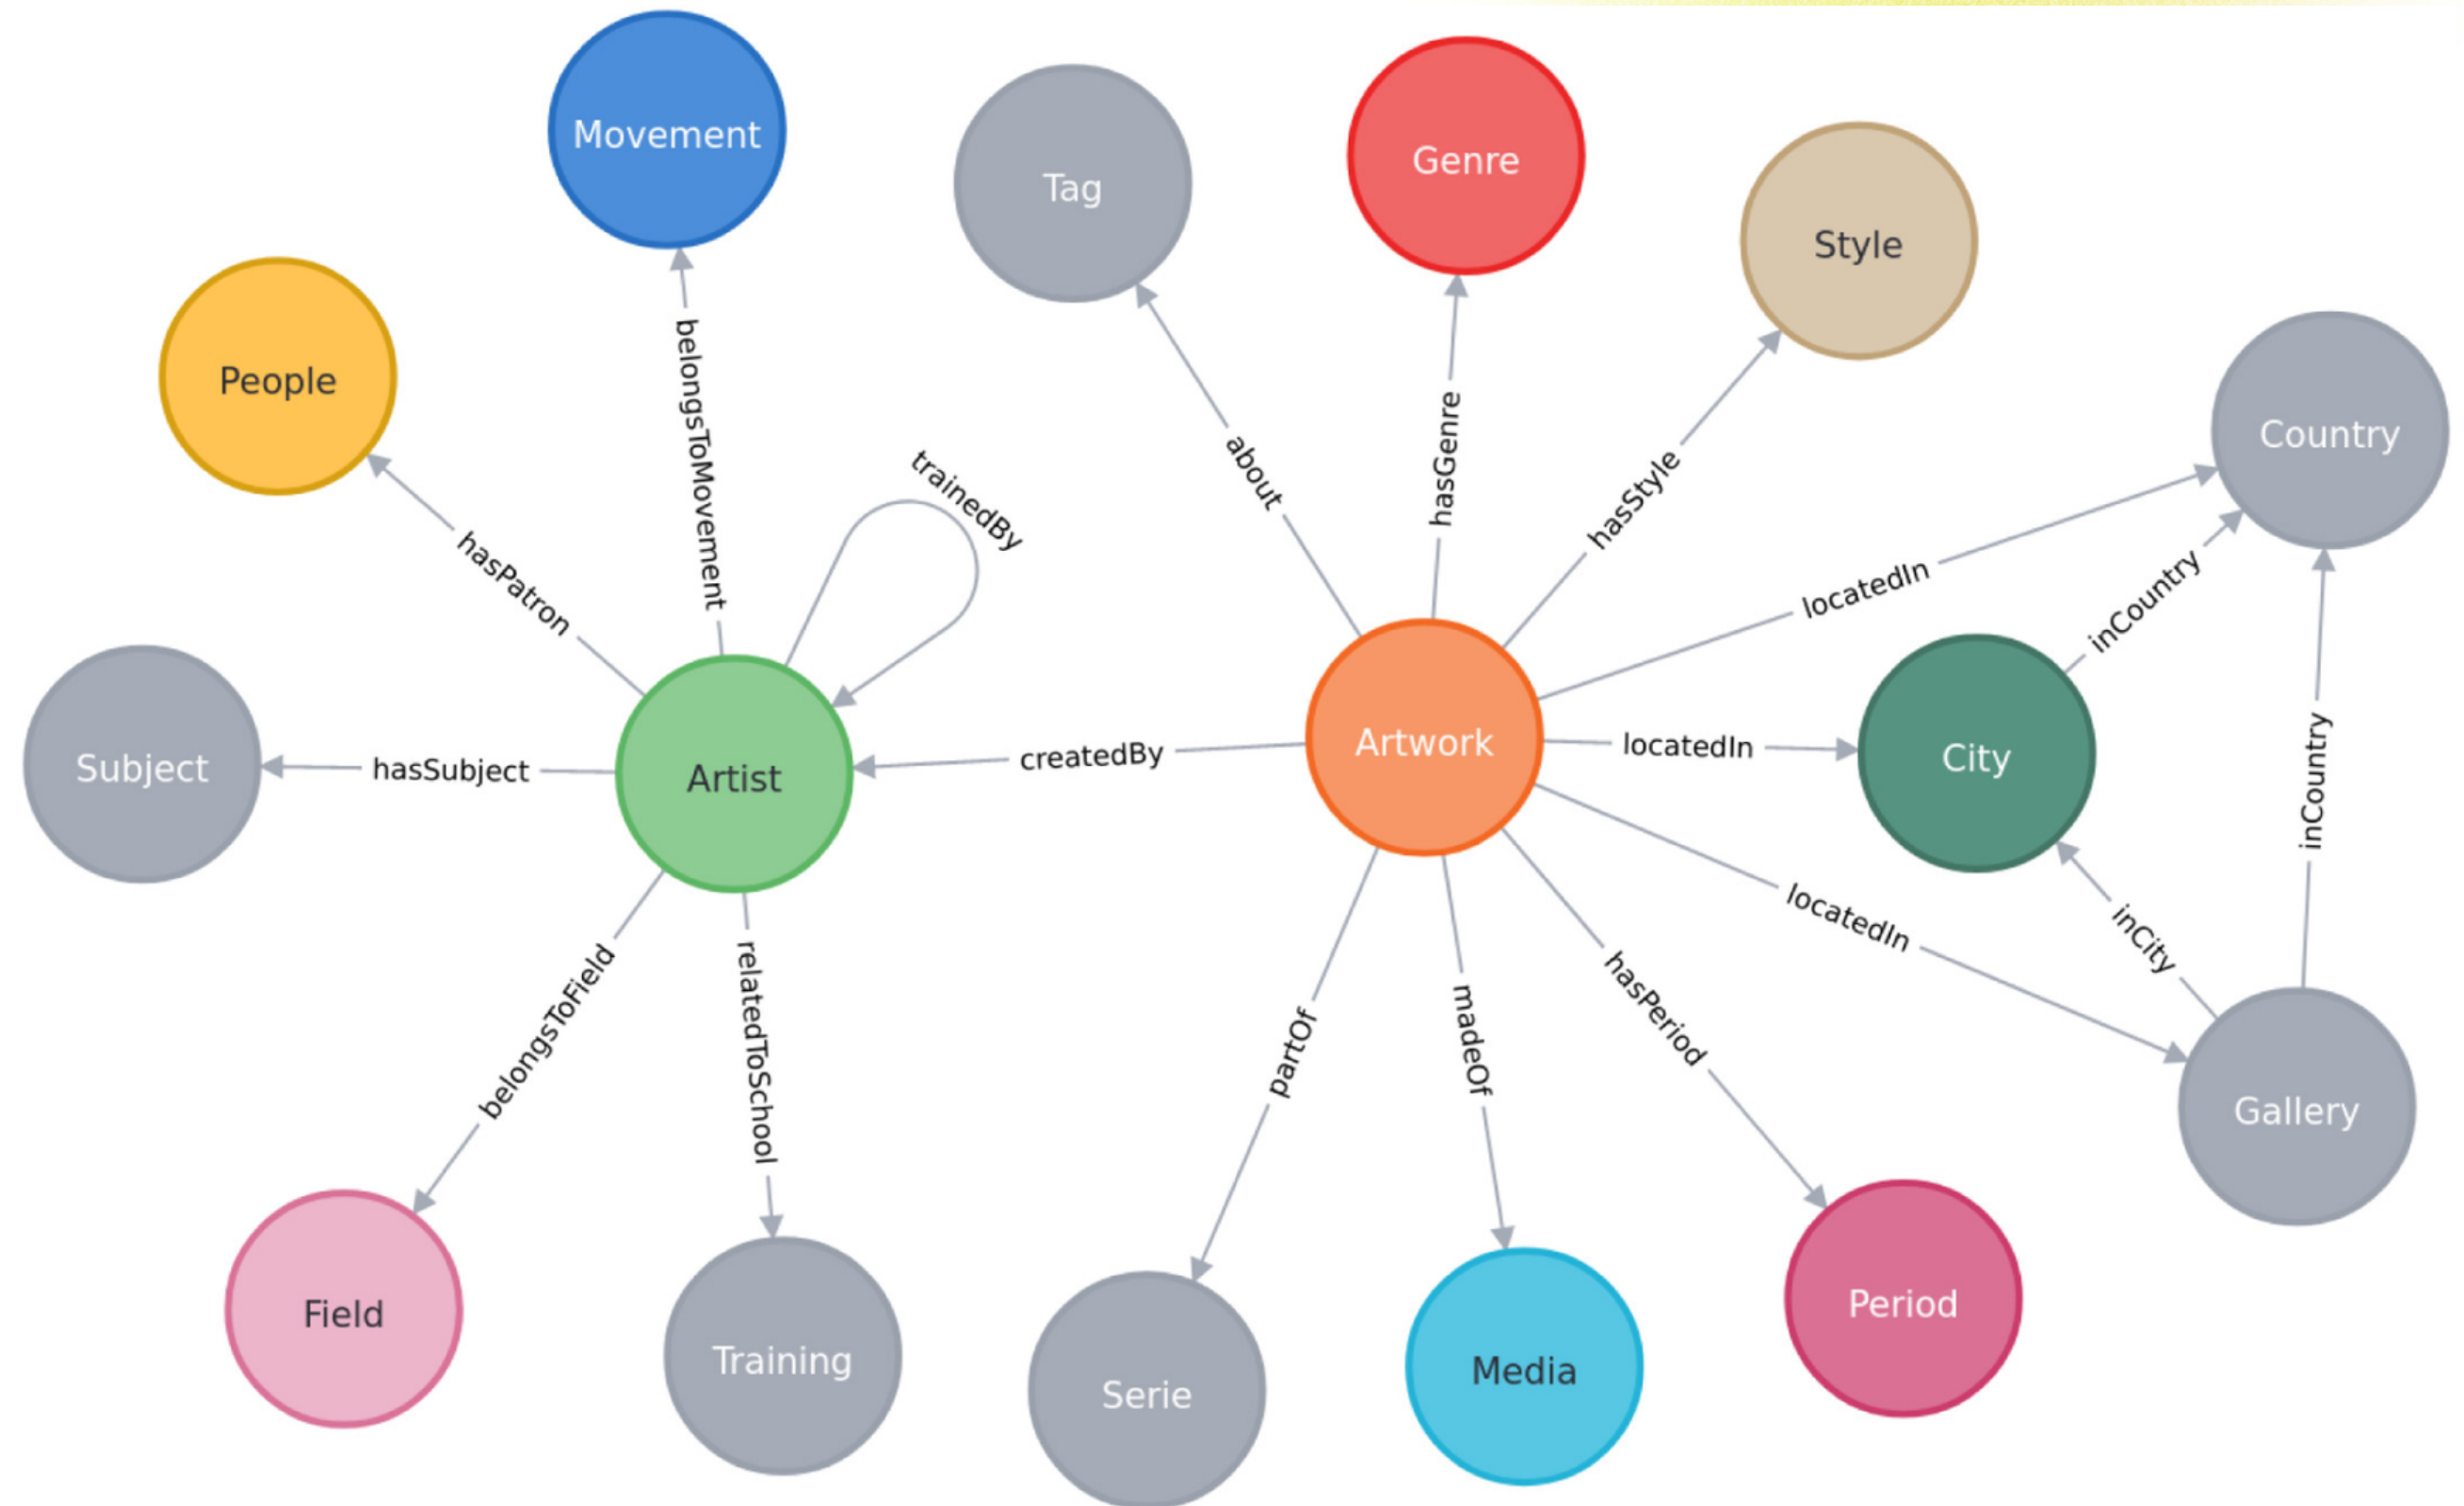 Movement
Tag
Genre
Style
People
Country
belongsToMovement
trainedBy
about
hasGenre
hasStyle
hasPatron
locatedIn
inCountry
Subject
hasSubject
Artist
createdBy
Artwork
locatedIn
City
inCountry
locatedIn
inCity
belongsToField
relatedToSchool
partOf
madeOf
hasPeriod
Gallery
Field
Training
Serie
Media
Period